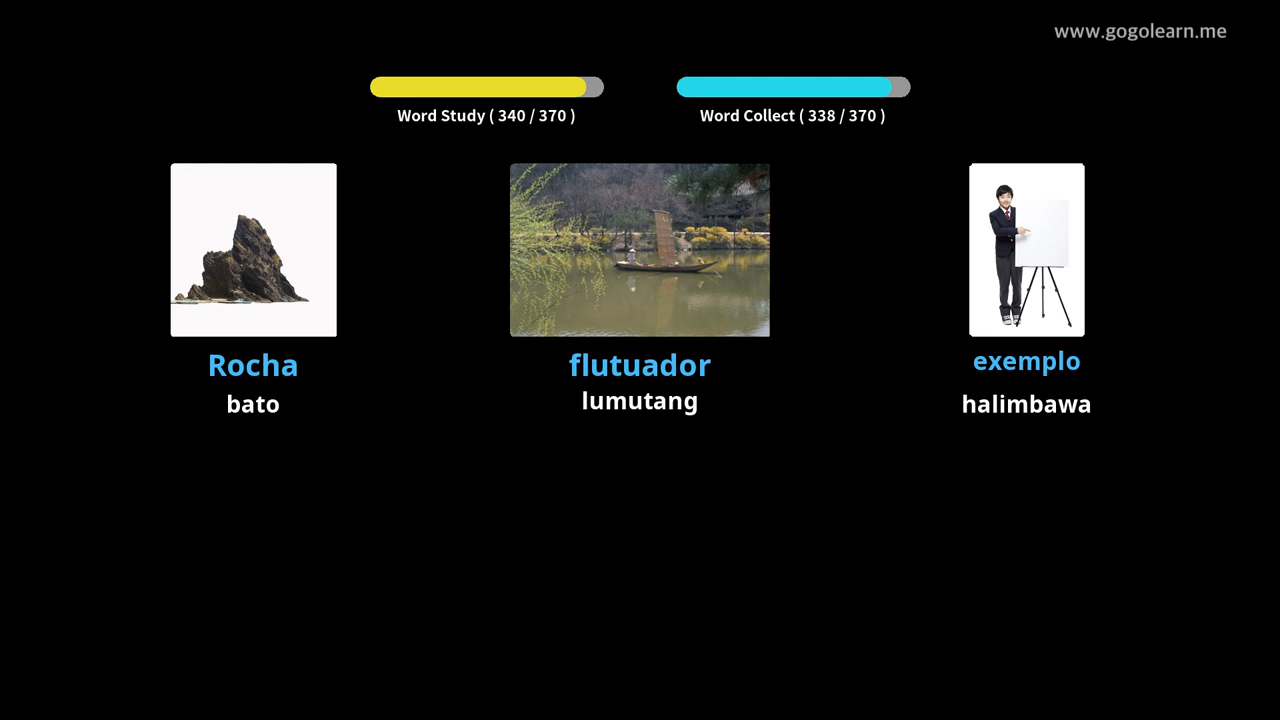 www.gogolearn.me
Word Study ( 340 / 370 )
Word Collect ( 338 / 370 )
Rocha
bato
flutuador
lumutang
exemplo
halimbawa